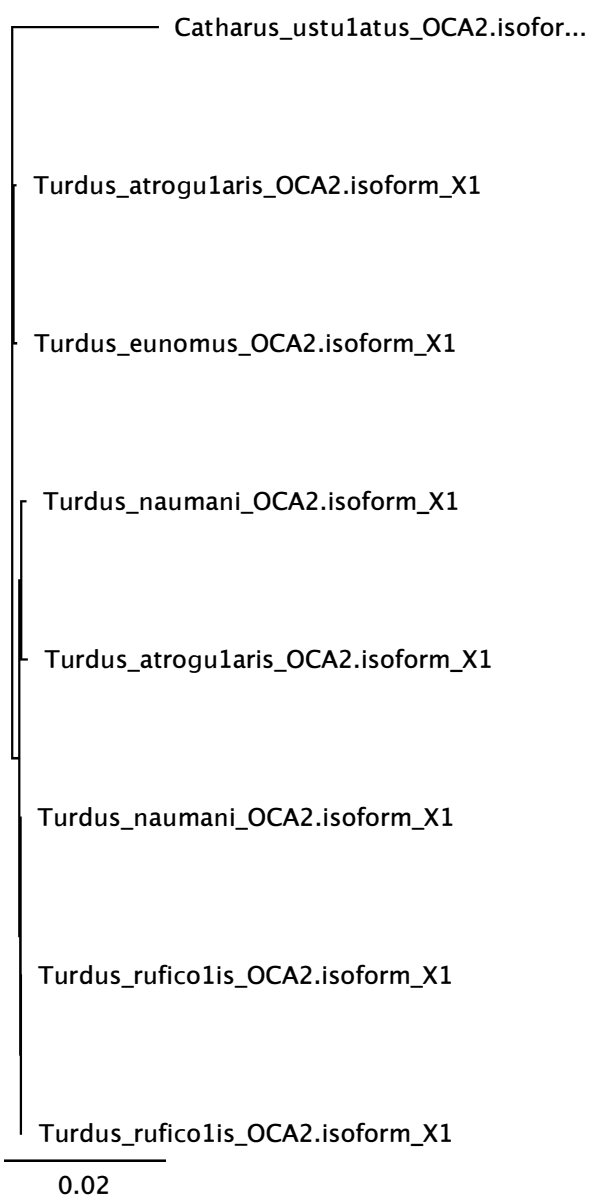 Catharus_ustu1atus_OCA2.isofor...
Turdus_atrogu1aris_OCA2.isoform_X1
Turdus_eunomus_OCA2.isoform_X1
Turdus_naumani_OCA2.isoform_X1
Turdus_atrogu1aris_OCA2.isoform_X1
Turdus_naumani_OCA2.isoform_X1
Turdus_rufico1is_OCA2.isoform_X1
Turdus_rufico1is_OCA2.isoform_X1
0.02